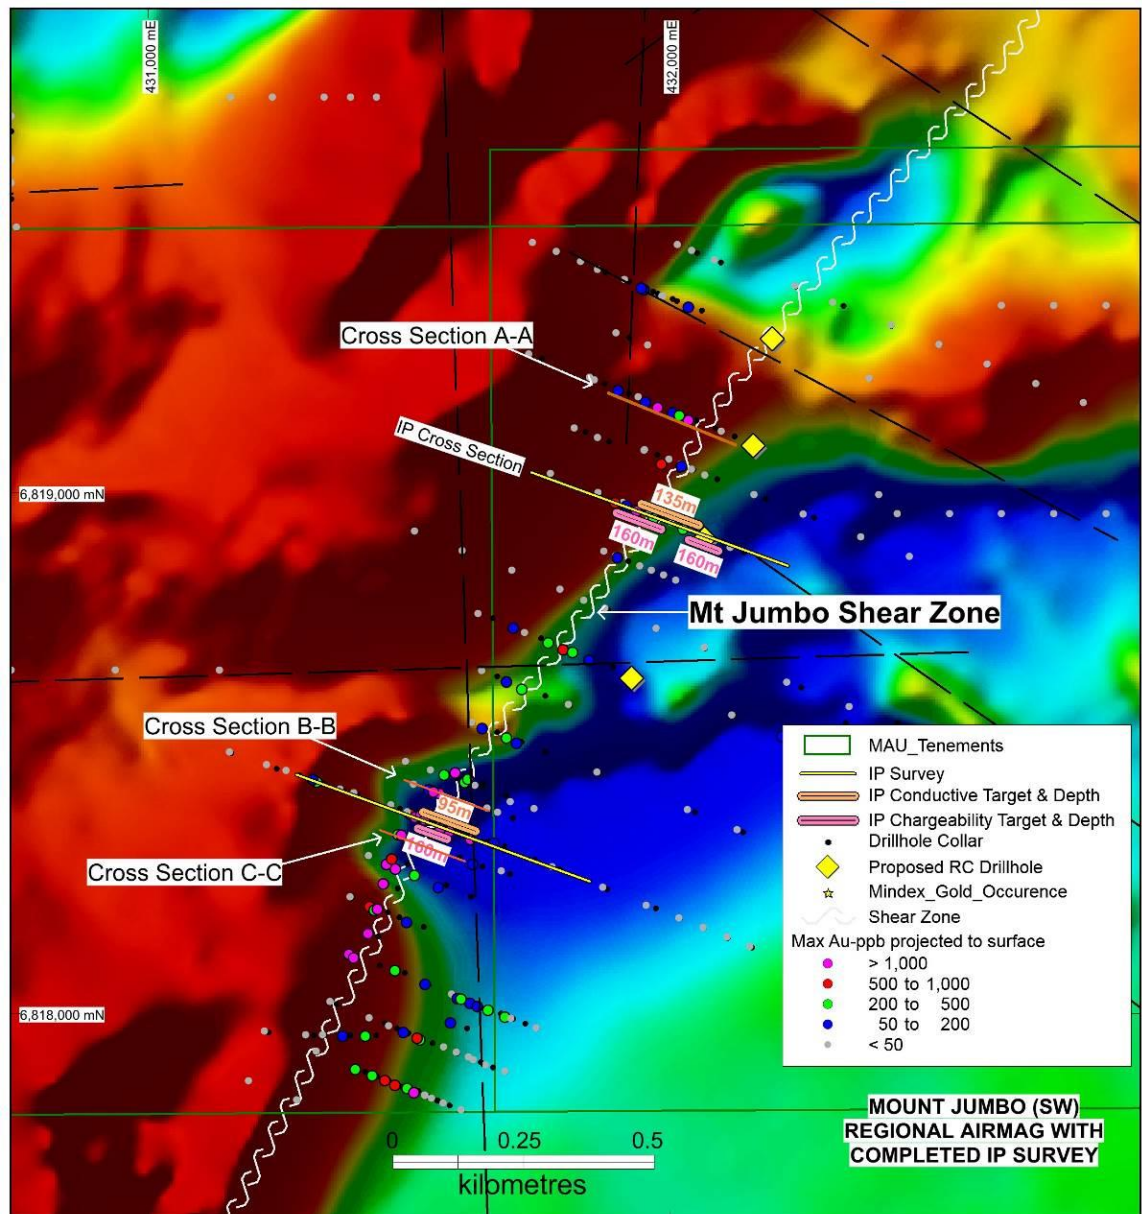 431,000 mE
432,000 mE
Cross Section A-A
IP Cross Section
6,819,000 mN
135m
160m
160m
Mt Jumbo Shear Zone
Cross Section B-B
95m
160m
Cross Section C-C
MAU_Tenements
IP Survey
IP Conductive Target & Depth
IP Chargeability Target & Depth
Drillhole Collar
Proposed RC Drillhole
Mindex_Gold_Occurence
Shear Zone
Max Au-ppb projected to surface
> 1,000
500 to 1,000
200 to 500
50 to 200
< 50
6,818,000 mN
MOUNT JUMBO (SW)
REGIONAL AIRMAG WITH
COMPLETED IP SURVEY
0 0.25 0.5
kilometres